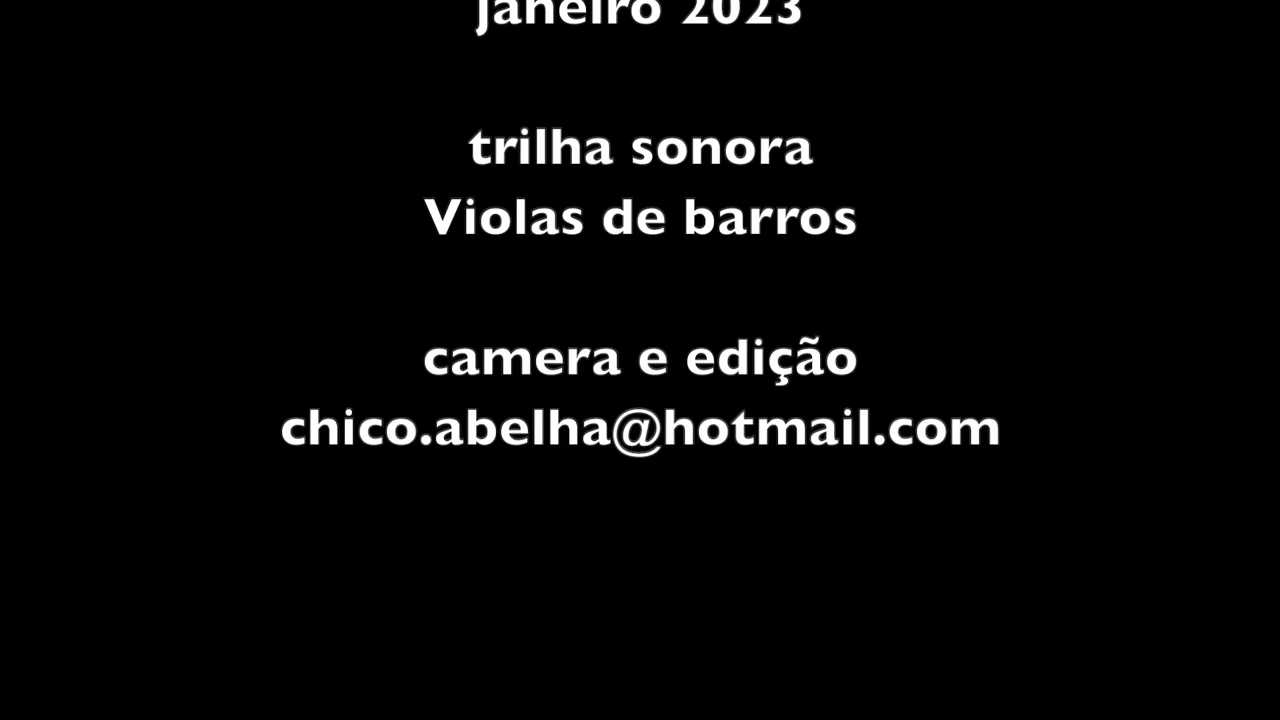 janeiro 2023
trilha sonora
Violas de barros
camera e edição
chico.abelha@hotmail.com